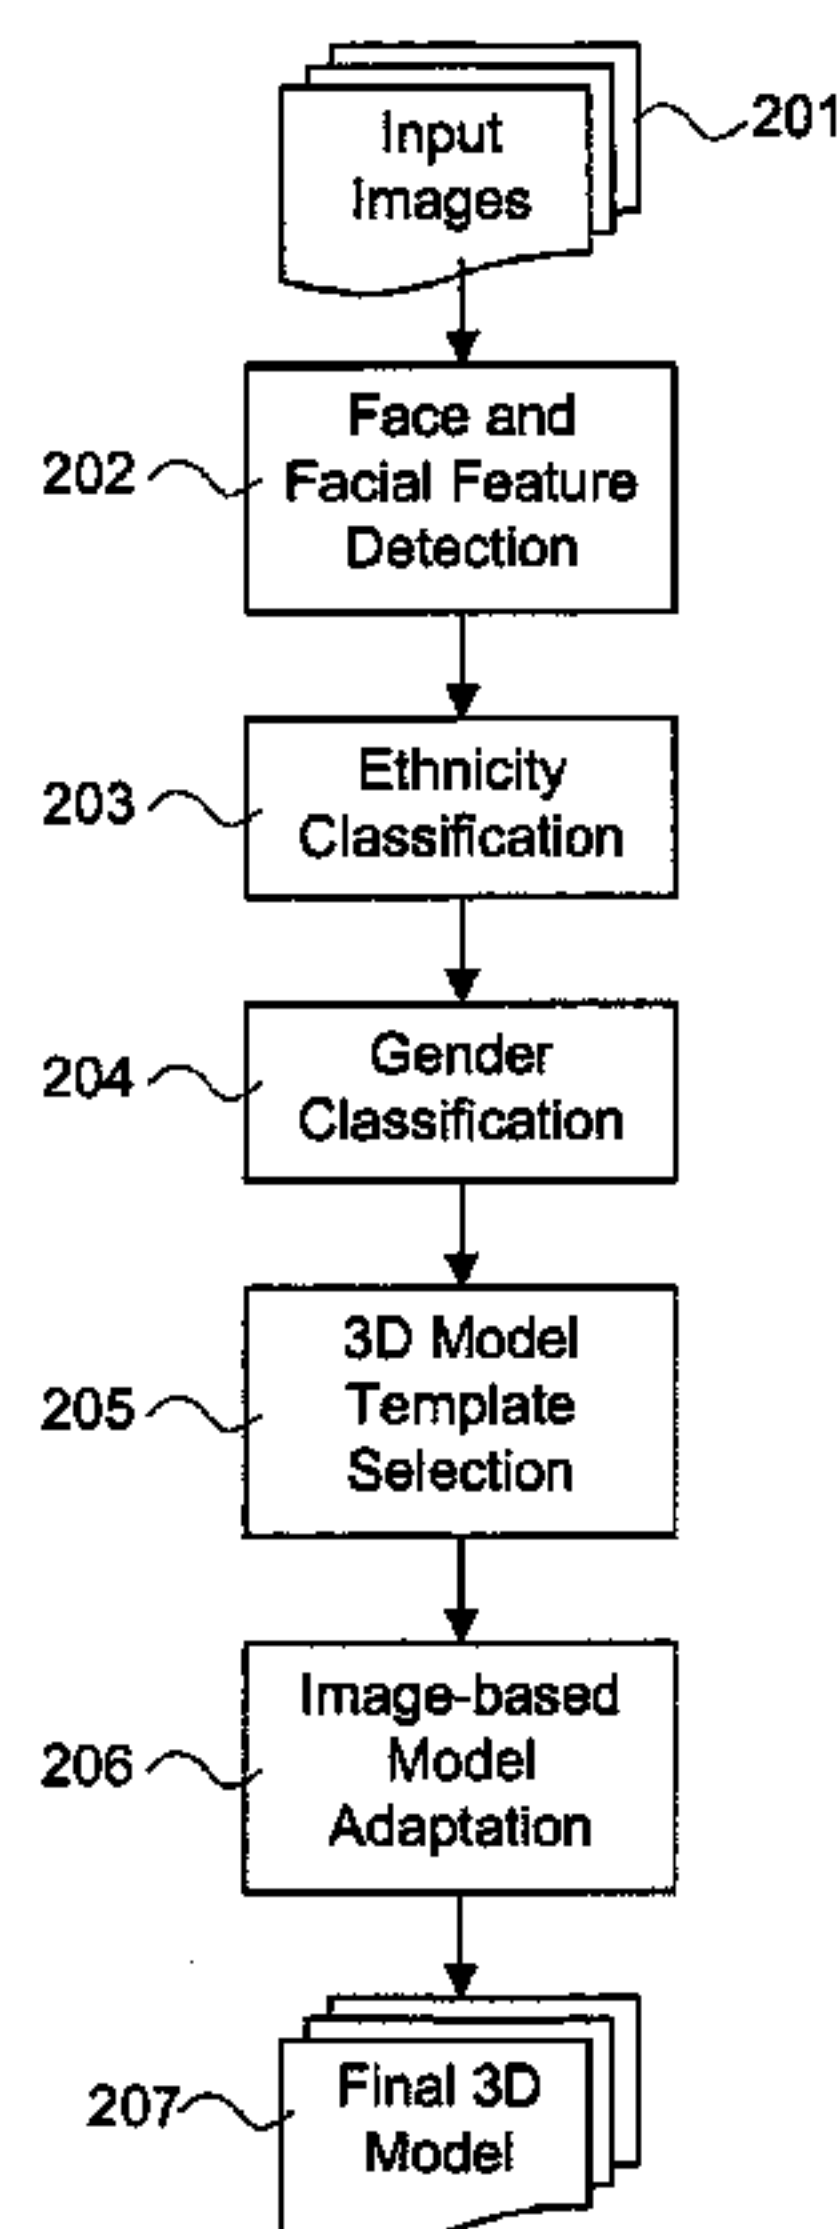 Input
Images
201
Face and
Facial Feature
Detection
202
Ethnicity
Classification
203
Gender
Classification
204
3D Model
Template
Selection
205
Image-based
Model
Adaptation
206
Final 3D
Model
207